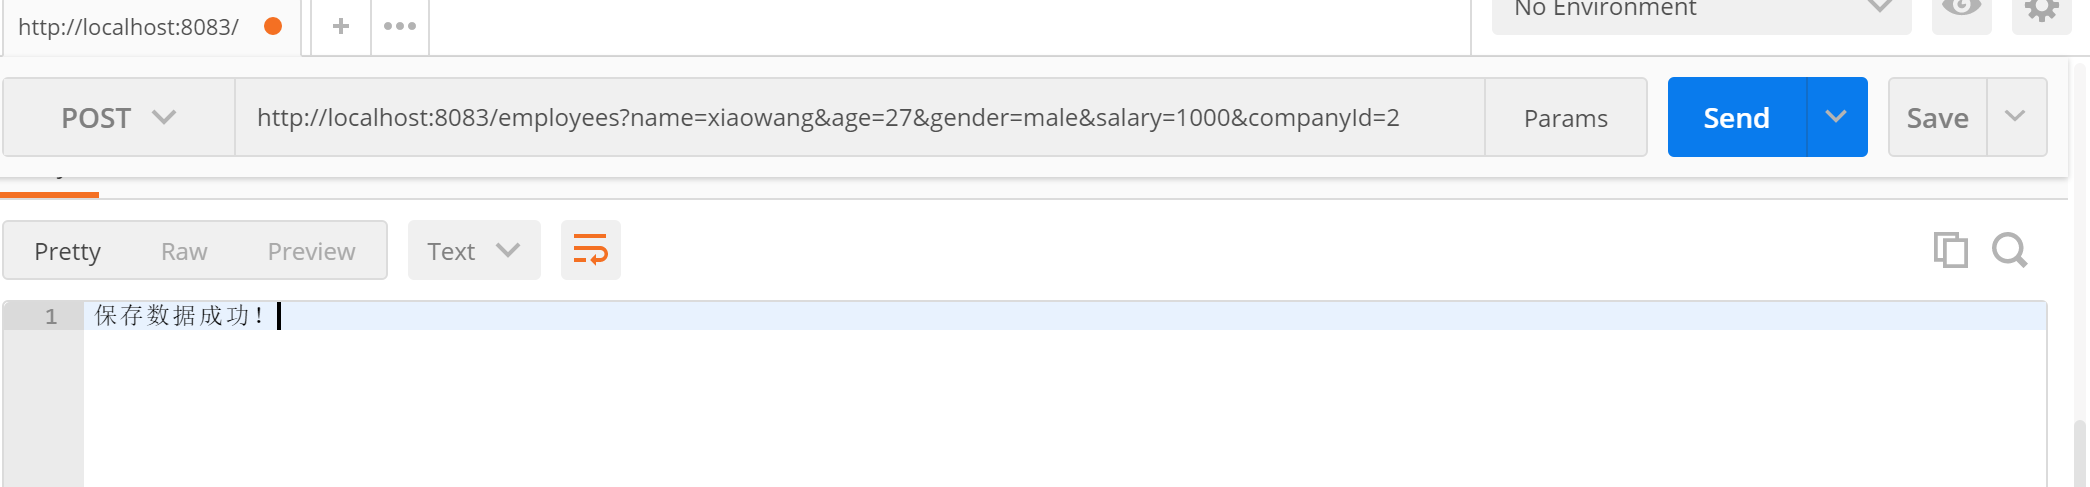 http://localhost:8083/
No Environment
POST http://localhost:8083/employees?name=xiaowang&age=27&gender=male&salary=1000&companyId=2 Params Send Save
Pretty Raw Preview Text
1 保存数据成功！